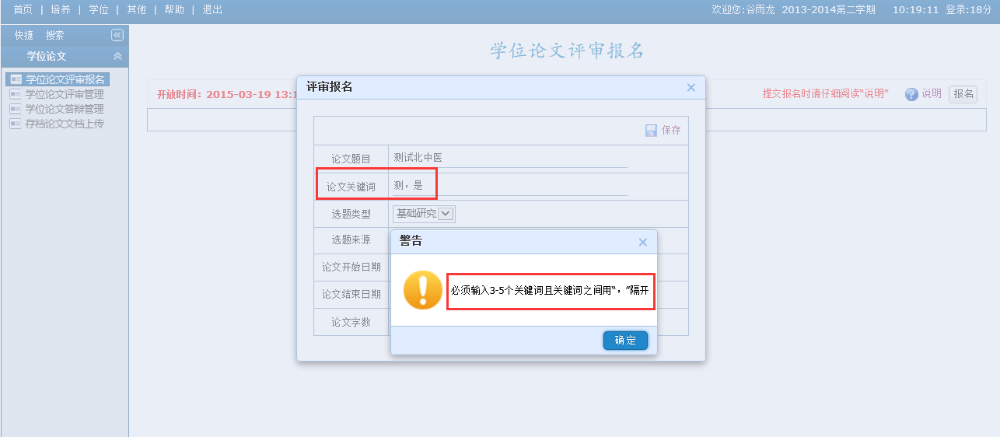 首页 | 培养 | 学位 | 其他 | 帮助 | 退出
欢迎您:谷雨龙 2013-2014第二学期 10:19:11 登录:18分
快捷 搜索
学位论文
学位论文评审报名
学位论文评审管理
学位论文答辩管理
存档论文文档上传
学位论文评审报名
开放时间：2015-03-19 13:1
提交报名时请仔细阅读“说明”
说明
报名
评审报名
保存
论文题目 测试北中医
论文关键词 测，是
选题类型 基础研究
选题来源
论文开始日期
论文结束日期
论文字数
警告
必须输入3-5个关键词且关键词之间用“，”隔开
确定